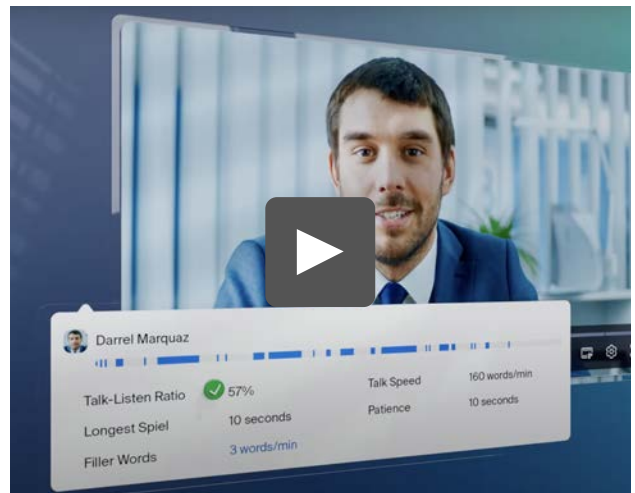 Darrel Marquaz
Talk-Listen Ratio 57%
Longest Spiel 10 seconds
Filler Words 3 words/min
Talk Speed 160 words/min
Patience 10 seconds